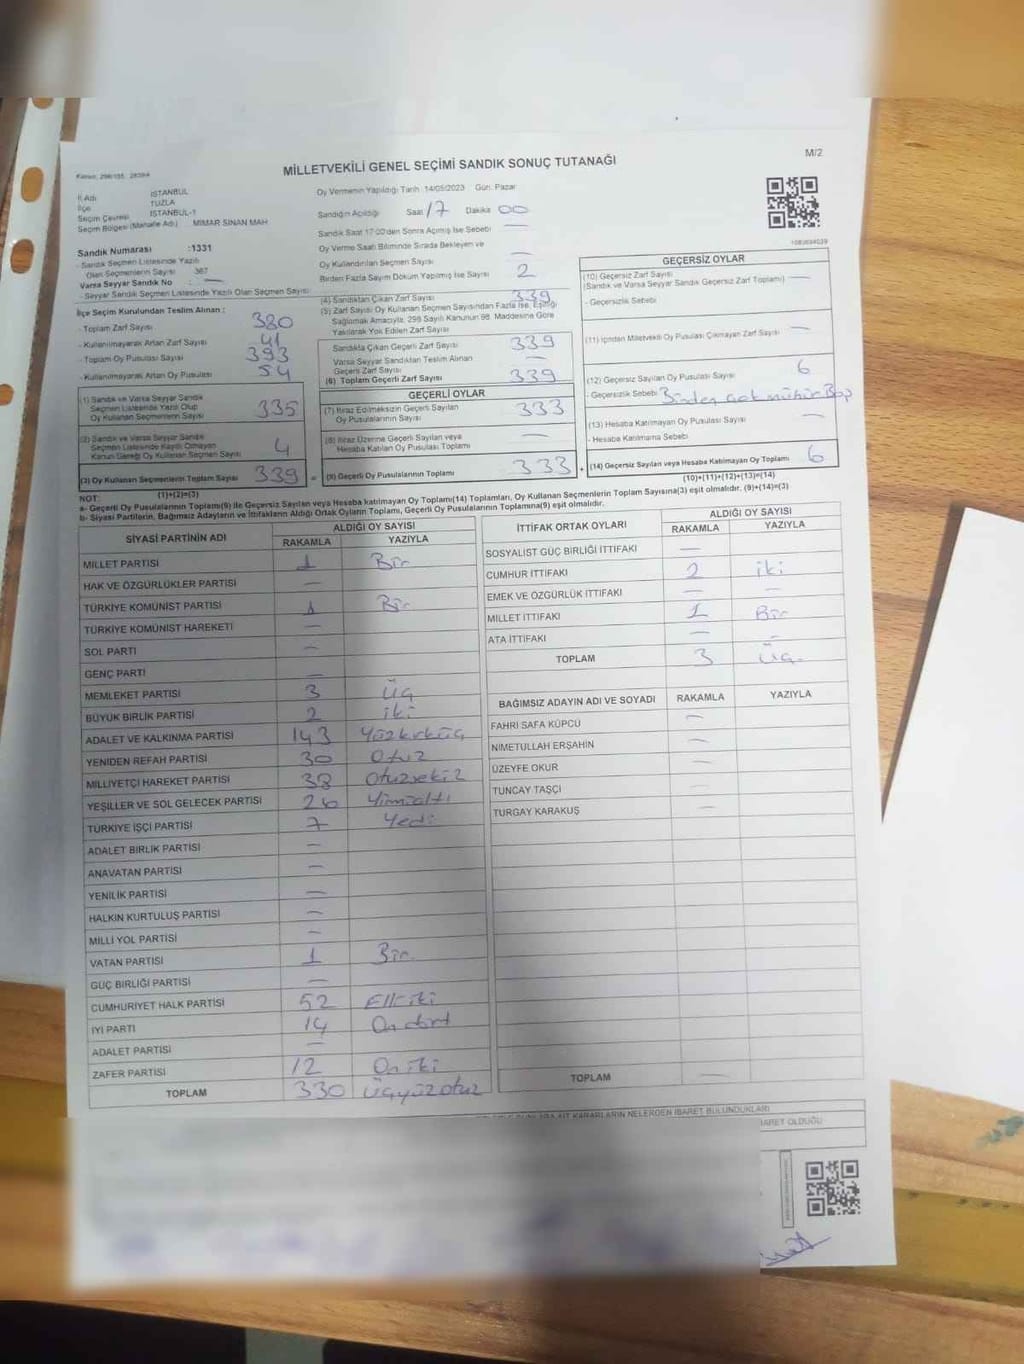 M/2
MİLLETVEKİLİ GENEL SEÇİMİ SANDIK SONUÇ TUTANAĞI
İl Adı İSTANBUL
İlçe TUZLA
Seçim Çevresi İSTANBUL-1
Seçim Bölgesi (Mahalle Adı) MİMAR SİNAN MAH
Sandık Numarası :1331
- Sandık Seçmen Listesinde Yazılı
Olan Seçmenlerin Sayısı : 367
Varsa Seyyar Sandık No : —
- Seyyar Sandık Seçmen Listesinde Yazılı Olan Seçmen Sayısı
İlçe Seçim Kurulundan Teslim Alınan :
- Toplam Zarf Sayısı 380
- Kullanılmayarak Artan Zarf Sayısı 41
- Toplam Oy Pusulası Sayısı 393
- Kullanılmayarak Artan Oy Pusulası 54
(1) Sandık ve Varsa Seyyar Sandık
Seçmen Listesinde Yazılı Olup
Oy Kullanan Seçmenlerin Sayısı 335
(2) Sandık ve Varsa Seyyar Sandık
Seçmen Listesinde Kayıtlı Olmayan
Kanun Gereği Oy Kullanan Seçmen Sayısı 4
(3) Oy Kullanan Seçmenlerin Toplam Sayısı 339
(1)+(2)=(3)
Oy Vermenin Yapıldığı Tarih 14/05/2023 Gün: Pazar
Sandığın Açıldığı Saat 17 Dakika 00
Sandık Saat 17:00'den Sonra Açılmış İse Sebebi
Oy Verme Saati Bitiminde Sırada Bekleyen ve
Oy Kullandırılan Seçmen Sayısı —
Birden Fazla Sayım Döküm Yapılmış İse Sayısı 2
(4) Sandıktan Çıkan Zarf Sayısı 339
(5) Zarf Sayısı Oy Kullanan Seçmen Sayısından Fazla İse, Eşitliği
Sağlamak Amacıyla, 298 Sayılı Kanunun 98. Maddesine Göre
Yakılarak Yok Edilen Zarf Sayısı
Sandıkta Çıkan Geçerli Zarf Sayısı 339
Varsa Seyyar Sandıktan Teslim Alınan
Geçerli Zarf Sayısı —
(6) Toplam Geçerli Zarf Sayısı 339
GEÇERLİ OYLAR
(7) İtiraz Edilmeksizin Geçerli Sayılan
Oy Pusulalarının Sayısı 333
(8) İtiraz Üzerine Geçerli Sayılan veya
Hesaba Katılan Oy Pusulası Toplamı —
(9) Geçerli Oy Pusulalarının Toplamı 333
1083694039
GEÇERSİZ OYLAR
(10) Geçersiz Zarf Sayısı —
(Sandık ve Varsa Seyyar Sandık Geçersiz Zarf Toplamı)
- Geçersizlik Sebebi
(11) İçinden Milletvekili Oy Pusulası Çıkmayan Zarf Sayısı —
(12) Geçersiz Sayılan Oy Pusulası Sayısı 6
- Geçersizlik Sebebi Birden çok mühür
(13) Hesaba Katılmayan Oy Pusulası Sayısı —
- Hesaba Katılmama Sebebi
(14) Geçersiz Sayılan veya Hesaba Katılmayan Oy Toplamı 6
(10)+(11)+(12)+(13)=(14)
NOT:
a- Geçerli Oy Pusulalarının Toplamı(9) ile Geçersiz Sayılan veya Hesaba katılmayan Oy Toplamı(14) Toplamları, Oy Kullanan Seçmenlerin Toplam Sayısına(3) eşit olmalıdır. (9)+(14)=(3)
b- Siyasi Partilerin, Bağımsız Adayların ve İttifakların Aldığı Ortak Oyların Toplamı, Geçerli Oy Pusulalarının Toplamına(9) eşit olmalıdır.
SİYASİ PARTİNİN ADI ALDIĞI OY SAYISI
RAKAMLA YAZIYLA
MİLLET PARTİSİ 1 Bir
HAK VE ÖZGÜRLÜKLER PARTİSİ —
TÜRKİYE KOMÜNİST PARTİSİ 1 Bir
TÜRKİYE KOMÜNİST HAREKETİ —
SOL PARTİ —
GENÇ PARTİ —
MEMLEKET PARTİSİ 3 Üç
BÜYÜK BİRLİK PARTİSİ 2 iki
ADALET VE KALKINMA PARTİSİ 143 Yüzkırküç
YENİDEN REFAH PARTİSİ 30 Otuz
MİLLİYETÇİ HAREKET PARTİSİ 38 Otuzsekiz
YEŞİLLER VE SOL GELECEK PARTİSİ 26 Yirmialtı
TÜRKİYE İŞÇİ PARTİSİ 7 Yedi
ADALET BİRLİK PARTİSİ —
ANAVATAN PARTİSİ —
YENİLİK PARTİSİ —
HALKIN KURTULUŞ PARTİSİ —
MİLLİ YOL PARTİSİ —
VATAN PARTİSİ 1 Bir
GÜÇ BİRLİĞİ PARTİSİ —
CUMHURİYET HALK PARTİSİ 52 Elliiki
İYİ PARTİ 14 On dört
ADALET PARTİSİ —
ZAFER PARTİSİ 12 On iki
TOPLAM 330 Üçyüzotuz
İTTİFAK ORTAK OYLARI ALDIĞI OY SAYISI
RAKAMLA YAZIYLA
SOSYALİST GÜÇ BİRLİĞİ İTTİFAKI —
CUMHUR İTTİFAKI 2 iki
EMEK VE ÖZGÜRLÜK İTTİFAKI — —
MİLLET İTTİFAKI 1 Bir
ATA İTTİFAKI — —
TOPLAM 3 Üç
BAĞIMSIZ ADAYIN ADI VE SOYADI RAKAMLA YAZIYLA
FAHRİ SAFA KÜPCÜ —
NİMETULLAH ERŞAHİN —
ÜZEYFE OKUR —
TUNCAY TAŞÇI —
TURGAY KARAKUŞ —
TOPLAM —
KARARLARIN NELERDEN İBARET BULUNDUKLARI
İBARET OLDUĞU